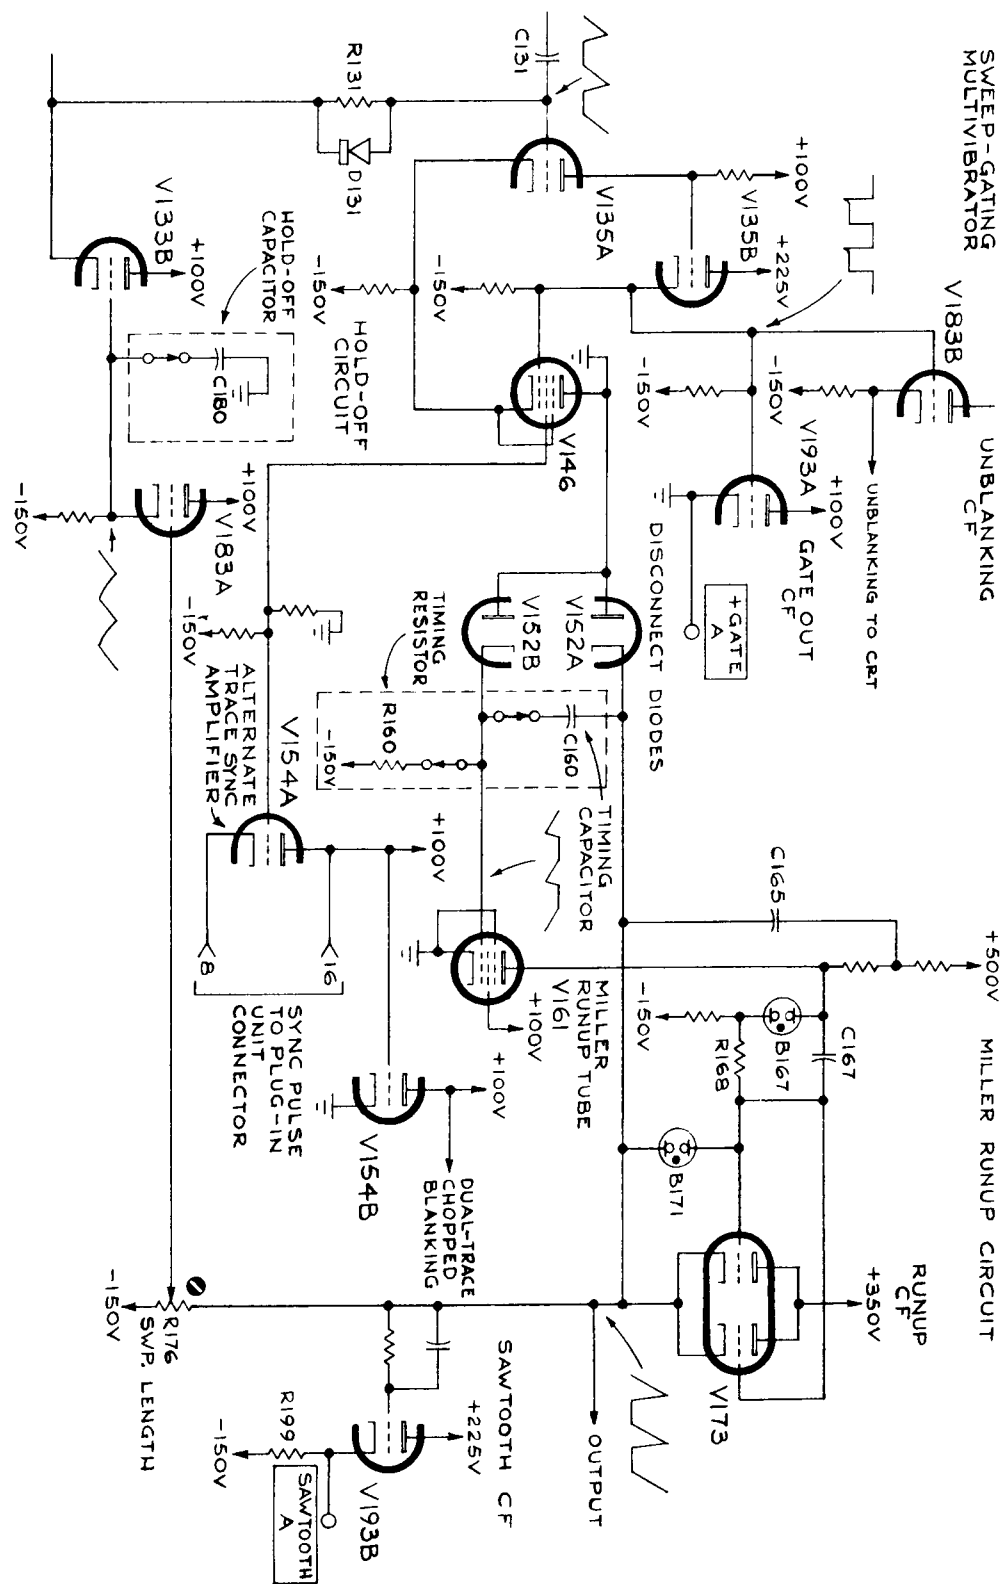 SWEEP-GATING
MULTIVIBRATOR
UNBLANKING
CF
MILLER RUNUP CIRCUIT
+500V
RUNUP
CF
+350V
+100V
V135B
+225V
V183B
-150V
UNBLANKING TO CRT
-150V
V193A
+100V
GATE OUT
CF
+GATE
A
C131
R131
D131
V135A
-150V
-150V
HOLD-OFF
CIRCUIT
V146
DISCONNECT DIODES
V152A
V152B
TIMING
RESISTOR
R160
-150V
C160
TIMING
CAPACITOR
C165
C167
B167
R168
-150V
B171
V173
MILLER
RUNUP TUBE
V161
+100V
V133B
+100V
HOLD-OFF
CAPACITOR
C180
V183A
+100V
-150V
-150V
ALTERNATE
TRACE SYNC
AMPLIFIER
V154A
+100V
8
16
SYNC PULSE
TO PLUG-IN
UNIT
CONNECTOR
V154B
+100V
DUAL-TRACE
CHOPPED
BLANKING
OUTPUT
SAWTOOTH CF
+225V
V193B
R199
-150V
SAWTOOTH
A
R176
SWP. LENGTH
-150V